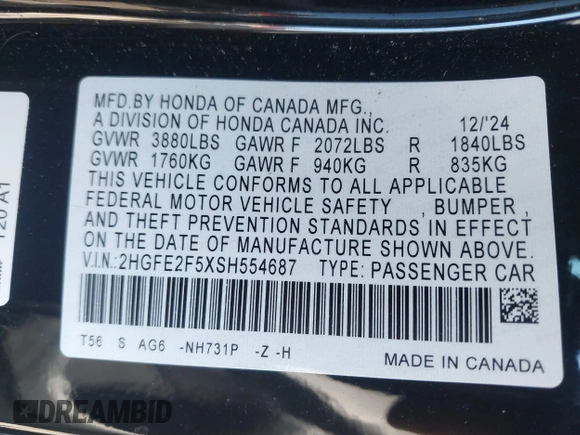 MFD.BY HONDA OF CANADA MFG.,
A DIVISION OF HONDA CANADA INC. 12/'24
GVWR 3880LBS GAWR F 2072LBS R 1840LBS
GVWR 1760KG GAWR F 940KG R 835KG
THIS VEHICLE CONFORMS TO ALL APPLICABLE
FEDERAL MOTOR VEHICLE SAFETY , BUMPER ,
AND THEFT PREVENTION STANDARDS IN EFFECT
ON THE DATE OF MANUFACTURE SHOWN ABOVE.
V.I.N.:2HGFE2F5XSH554687 TYPE: PASSENGER CAR
T56 S AG6 -NH731P -Z -H
MADE IN CANADA
120 A1
DREAMBID